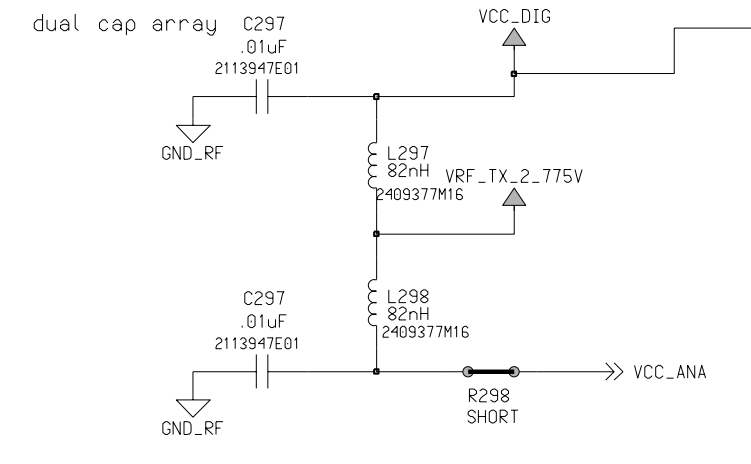 dual cap array
C297
.01uF
2113947E01
VCC_DIG
GND_RF
L297
82nH
2409377M16
VRF_TX_2_775V
C297
.01uF
2113947E01
L298
82nH
2409377M16
GND_RF
R298
SHORT
VCC_ANA